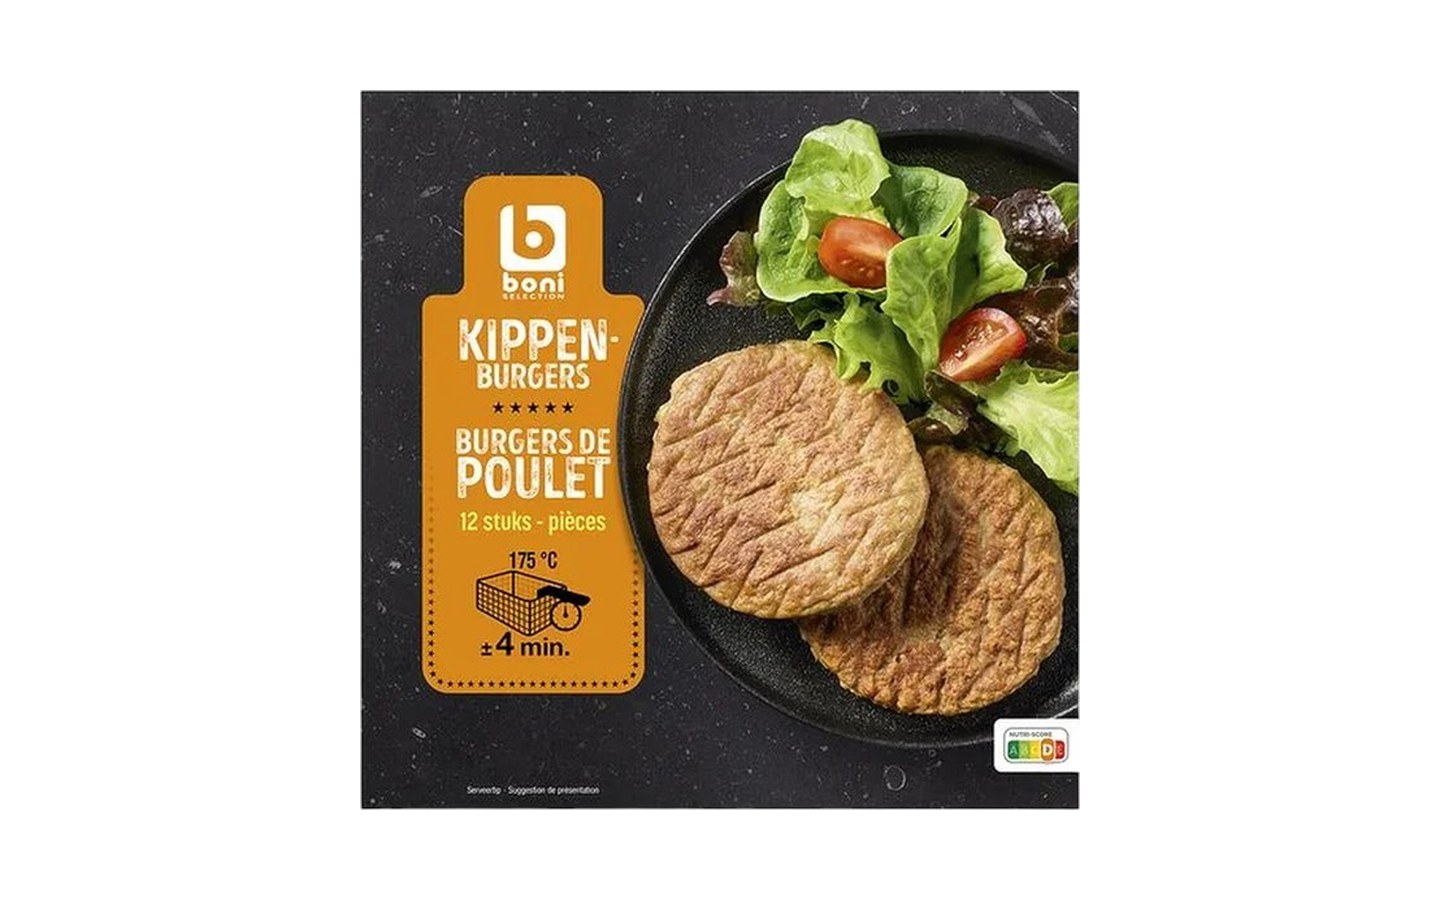 boni
SELECTION
KIPPEN-
BURGERS
BURGERS DE
POULET
12 stuks - pièces
175 °C
±4 min.
NUTRI-SCORE
A B C D E
Serveertip - Suggestion de présentation